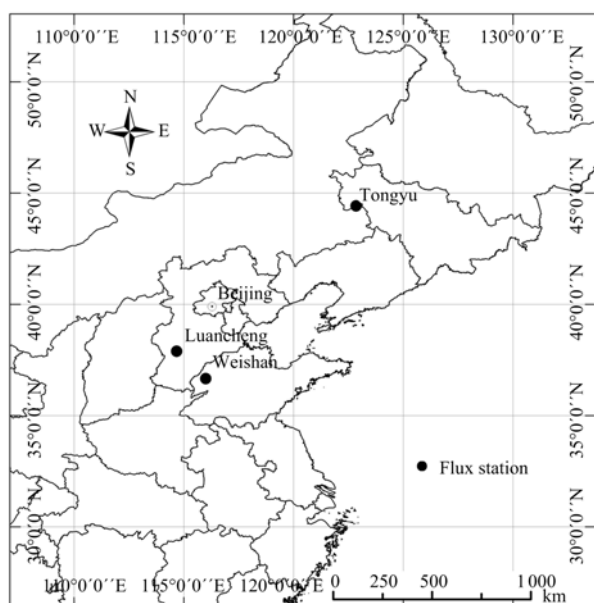 110°0′0′′E 115°0′0′′E 120°0′0′′E 125°0′0′′E 130°0′0′′E
50°0′0′′N 50°0′0′′N
N
W E
S
45°0′0′′N 45°0′0′′N
Tongyu
40°0′0′′N 40°0′0′′N
Beijing
Luancheng
Weishan
35°0′0′′N 35°0′0′′N
Flux station
30°0′0′′N 30°0′0′′N
110°0′0′′E 115°0′0′′E 120°0′0′′E
0 250 500 1 000
km